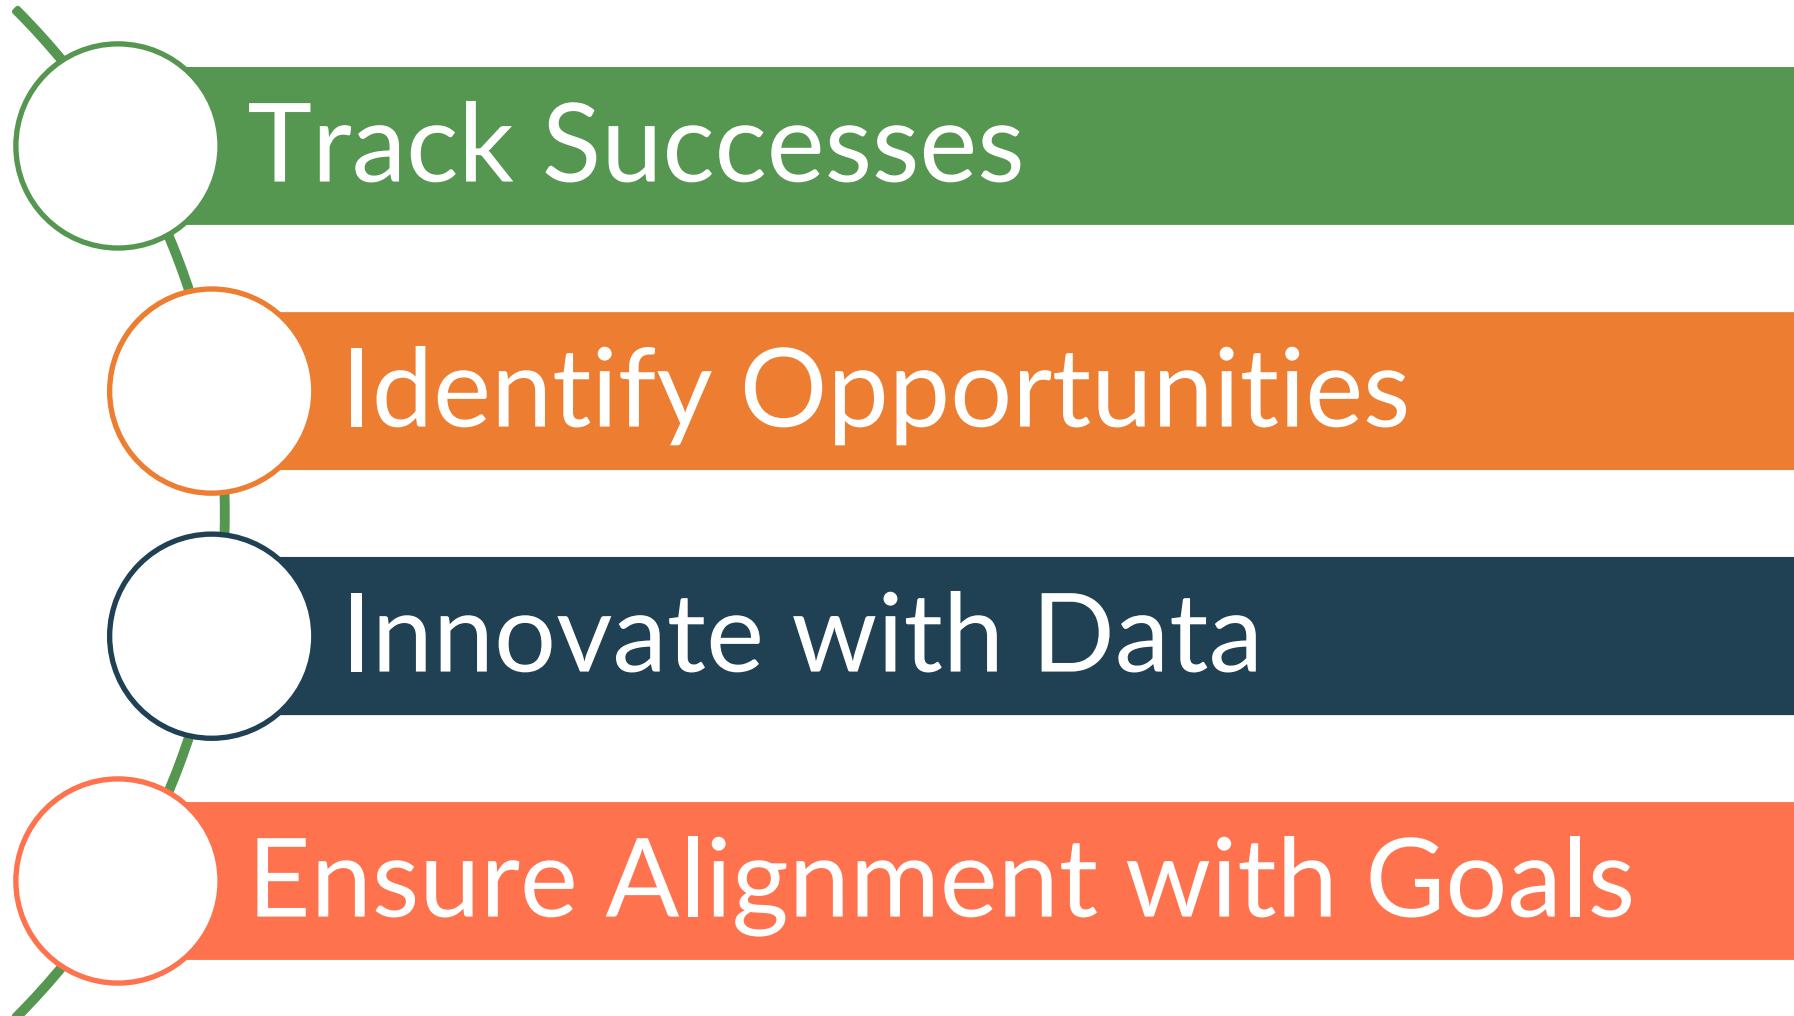 Track Successes
Identify Opportunities
Innovate with Data
Ensure Alignment with Goals